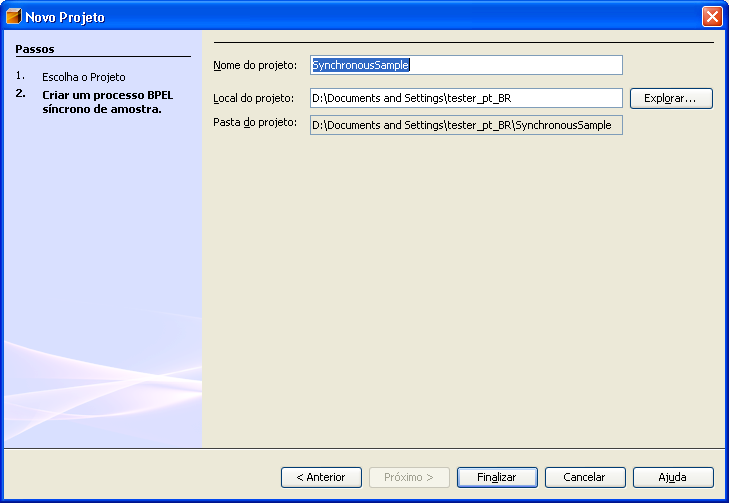 Novo Projeto
Passos
1. Escolha o Projeto
2. Criar um processo BPEL
síncrono de amostra.
Nome do projeto: SynchronousSample
Local do projeto: D:\Documents and Settings\tester_pt_BR Explorar...
Pasta do projeto: D:\Documents and Settings\tester_pt_BR\SynchronousSample
< Anterior Próximo > Finalizar Cancelar Ajuda